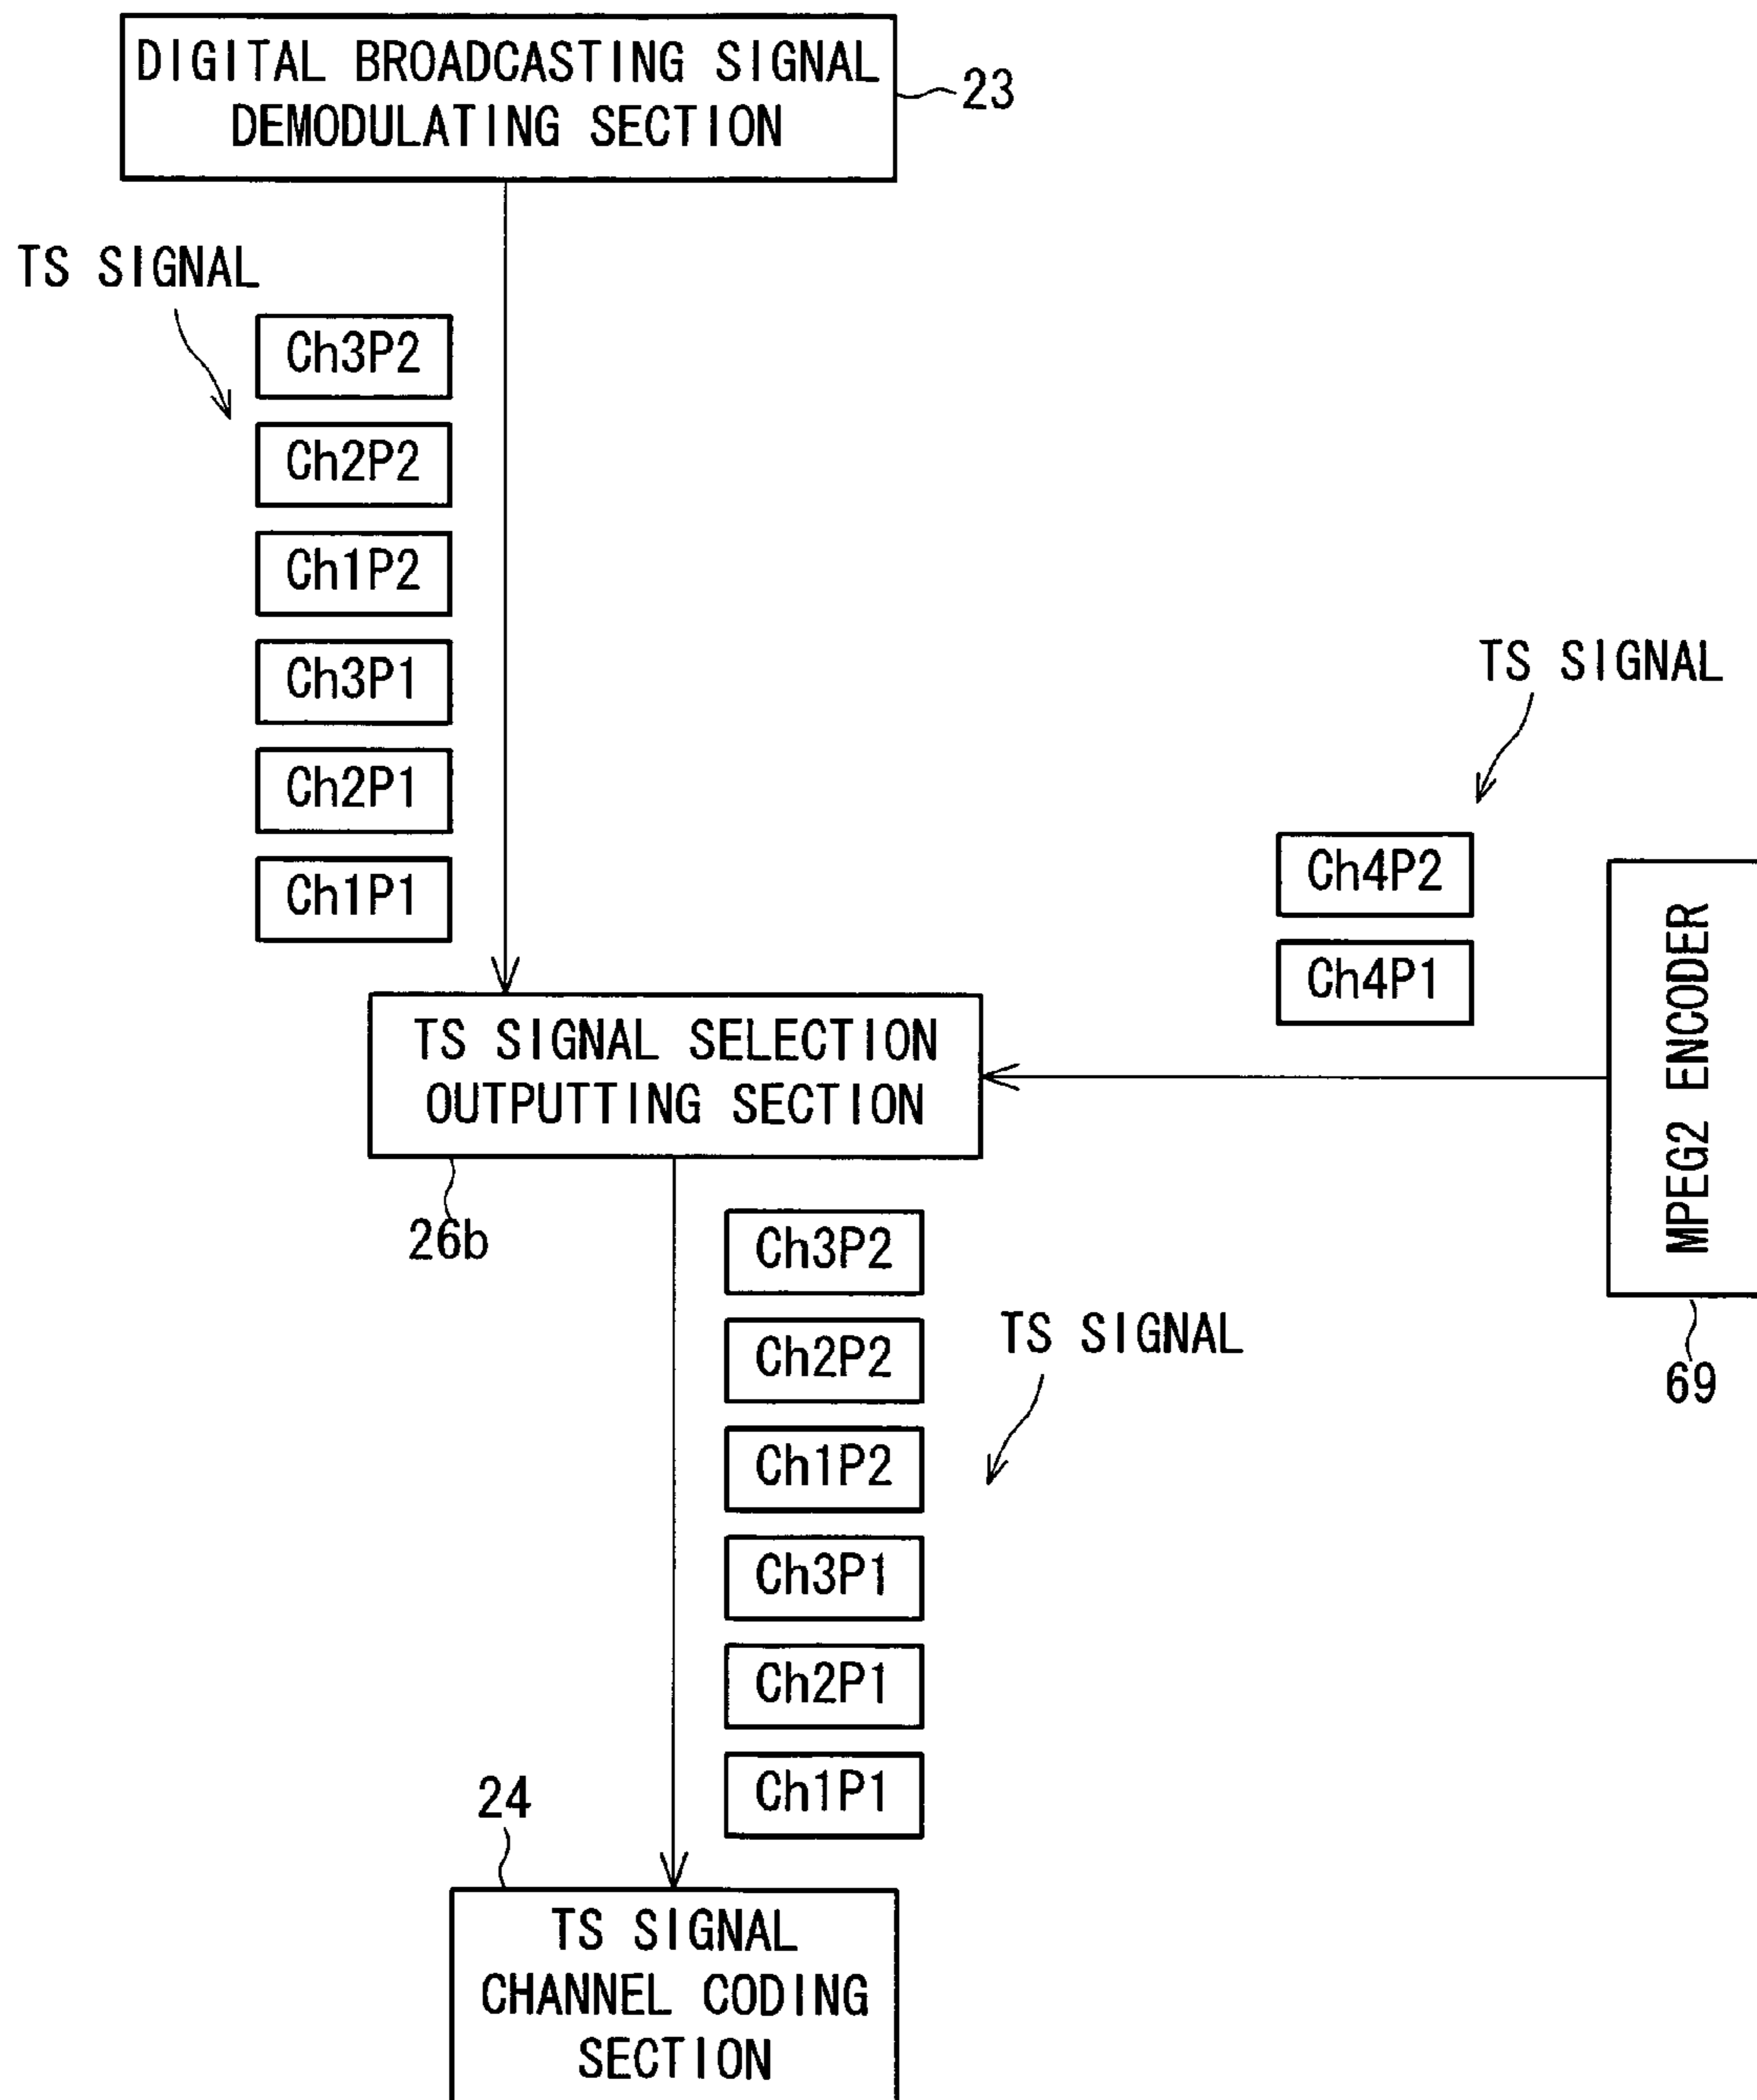 DIGITAL BROADCASTING SIGNAL
DEMODULATING SECTION
23
TS SIGNAL
Ch3P2
Ch2P2
Ch1P2
Ch3P1
Ch2P1
Ch1P1
TS SIGNAL
Ch4P2
Ch4P1
MPEG2 ENCODER
69
TS SIGNAL SELECTION
OUTPUTTING SECTION
26b
Ch3P2
Ch2P2
Ch1P2
Ch3P1
Ch2P1
Ch1P1
TS SIGNAL
24
TS SIGNAL
CHANNEL CODING
SECTION